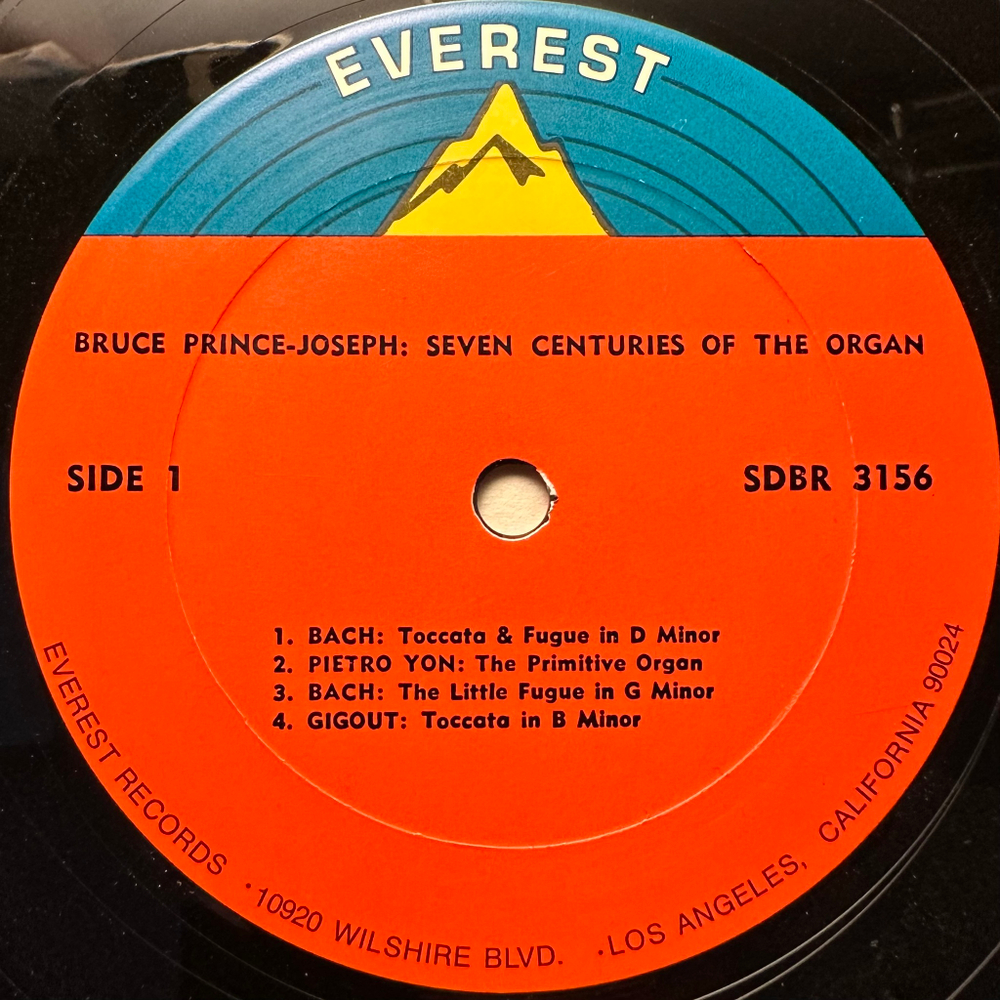 EVEREST
BRUCE PRINCE-JOSEPH: SEVEN CENTURIES OF THE ORGAN
SIDE 1
SDBR 3156
1. BACH: Toccata & Fugue in D Minor
2. PIETRO YON: The Primitive Organ
3. BACH: The Little Fugue in G Minor
4. GIGOUT: Toccata in B Minor
EVEREST RECORDS · 10920 WILSHIRE BLVD. · LOS ANGELES, CALIFORNIA 90024